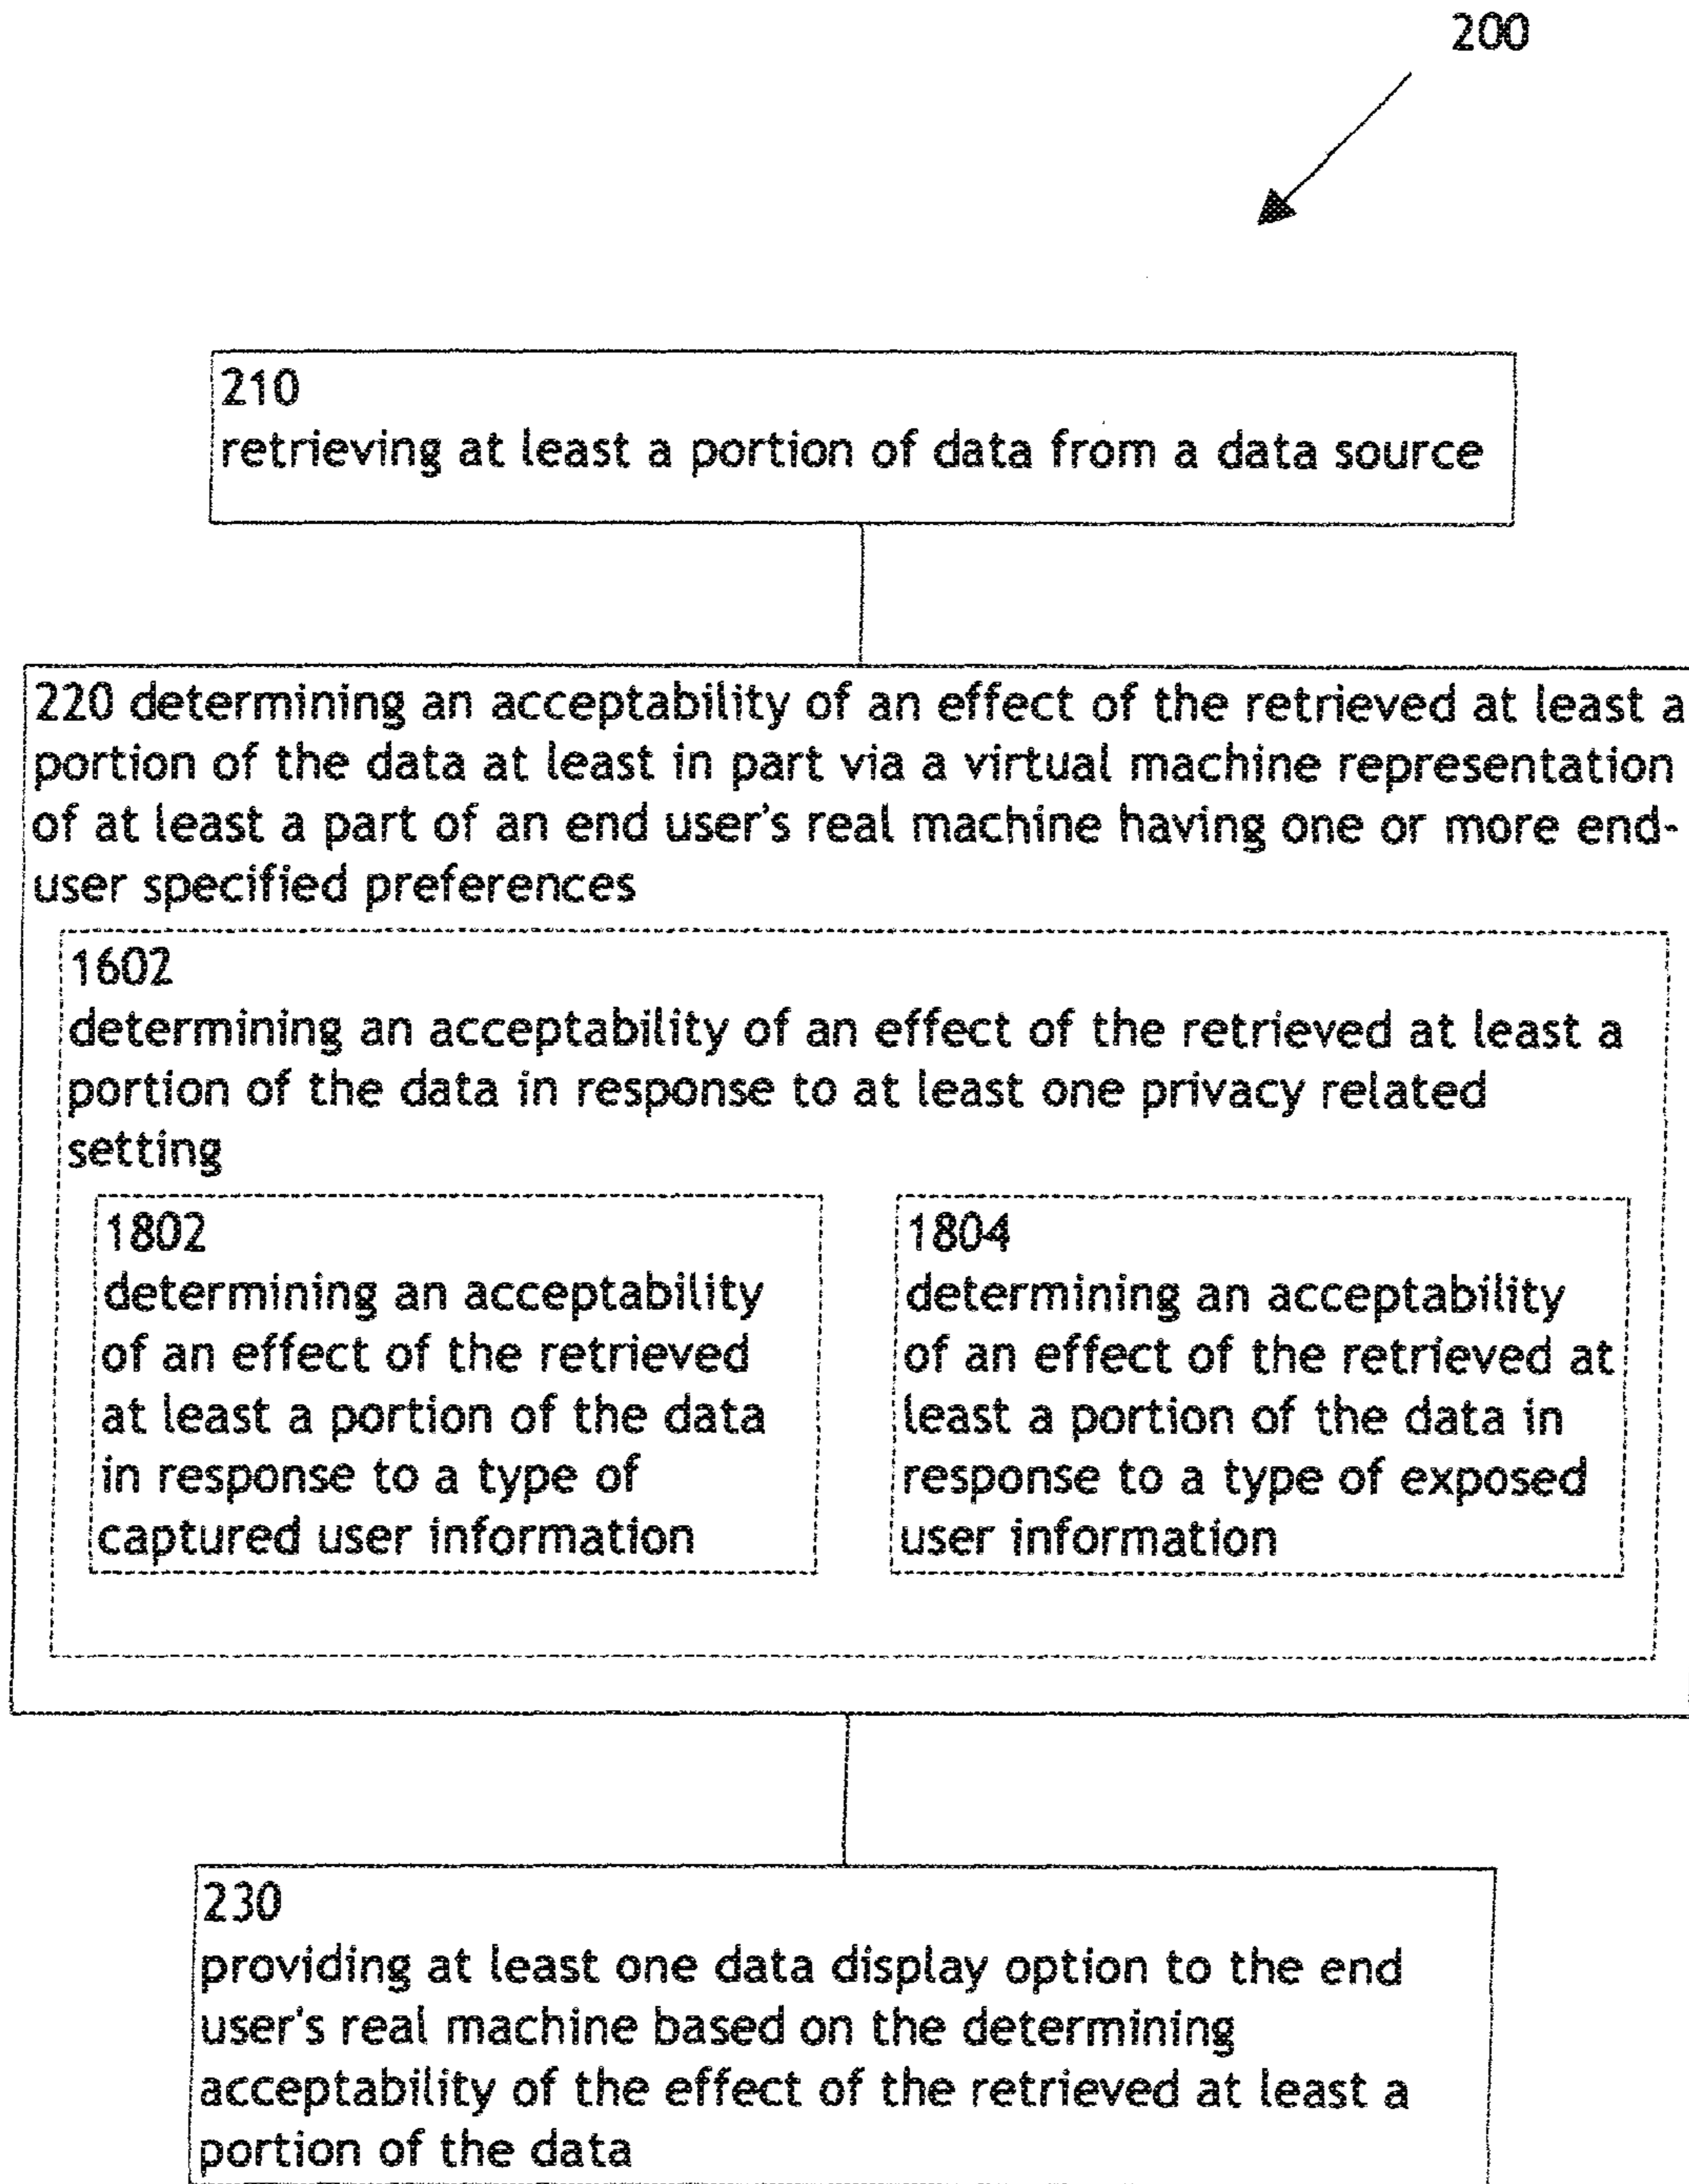 200
210
retrieving at least a portion of data from a data source
220 determining an acceptability of an effect of the retrieved at least a
portion of the data at least in part via a virtual machine representation
of at least a part of an end user's real machine having one or more end-
user specified preferences
1602
determining an acceptability of an effect of the retrieved at least a
portion of the data in response to at least one privacy related
setting
1802
determining an acceptability
of an effect of the retrieved
at least a portion of the data
in response to a type of
captured user information
1804
determining an acceptability
of an effect of the retrieved at
least a portion of the data in
response to a type of exposed
user information
230
providing at least one data display option to the end
user's real machine based on the determining
acceptability of the effect of the retrieved at least a
portion of the data